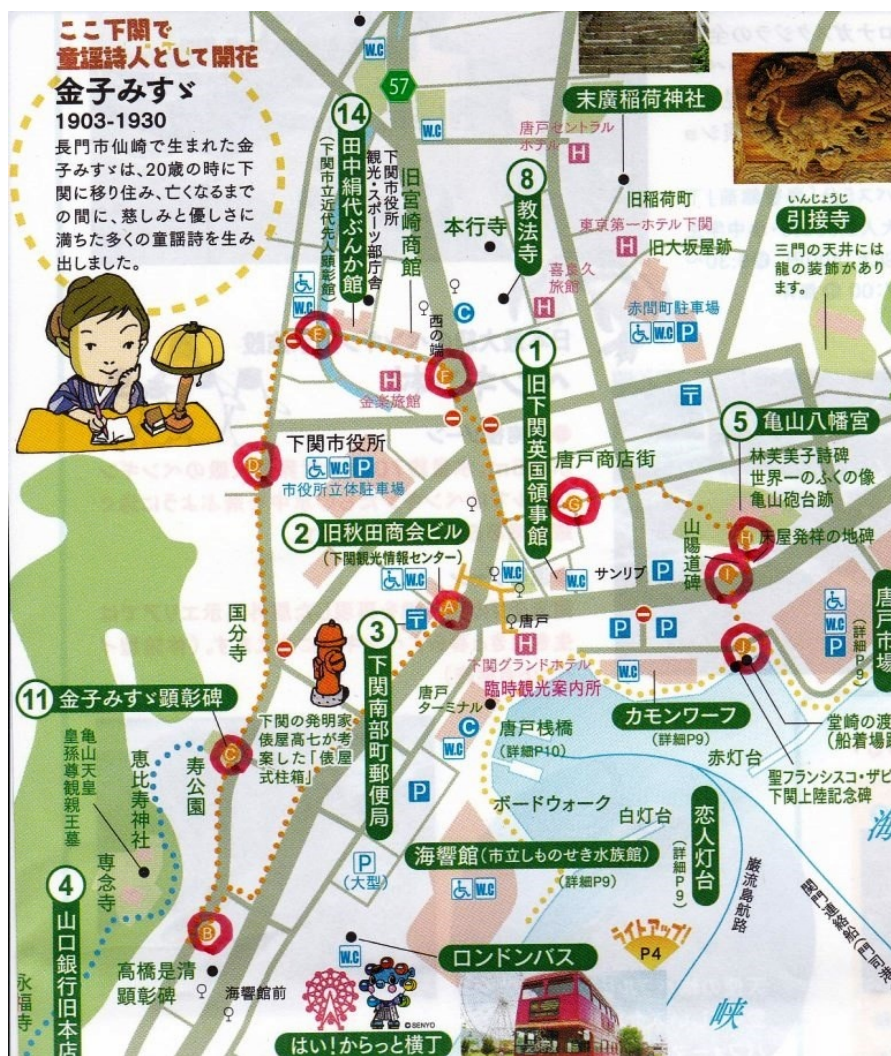 ここ下関で
童謡詩人として開花
金子みすゞ
1903-1930
長門市仙崎で生まれた金
子みすゞは、20歳の時に下
関に移り住み、亡くなるまで
の間に、慈しみと優しさに
満ちた多くの童謡詩を生み
出しました。
W.C
57
W.C
末廣稲荷神社
唐戸セントラル
ホテル H
14 田中絹代ぶんか館
(下関市立近代先人顕彰館)
下関市役所
観光・スポーツ部庁舎
旧宮崎商館
本行寺
8 教法寺
旧稲荷町
東京第一ホテル下関
H 旧大坂屋跡
いんじょうじ
引接寺
三門の天井には
龍の装飾があり
ます。
喜良久
旅館
H
赤間町駐車場
W.C P
W.C
E
西の端
C
F
H
金楽旅館
1 旧下関英国領事館
5 亀山八幡宮
林芙美子詩碑
世界一のふくの像
亀山砲台跡
床屋発祥の地碑
唐戸商店街
G
H
I
山陽道碑
D
下関市役所
W.C P
市役所立体駐車場
2 旧秋田商会ビル
(下関観光情報センター)
W.C
A
W.C
W.C
サンリブ P
唐戸
H
下関グランドホテル
臨時観光案内所
P P
W.C
J
W.C
P
唐戸市場
(詳細P9)
国分寺
3 下関南部町郵便局
唐戸
ターミナル
C
W.C
カモンワーフ
(詳細P9)
堂崎の渡
(船着場
聖フランシスコ・ザビ
下関上陸記念碑
赤灯台
唐戸桟橋
(詳細P10)
11 金子みすゞ顕彰碑
下関の発明家
俵屋高七が考
案した「俵屋
式柱箱」
C
寿公園
恵比寿神社
亀山天皇
皇孫尊観親王墓
専念寺
P
ボードウォーク
白灯台
恋人灯台
(詳細P9)
海響館(市立しものせき水族館)
W.C
(詳細P9)
P
(大型)
巌流島航路
関門連絡船(門司港
海
峡
4 山口銀行旧本店
永福寺
B
高橋是清
顕彰碑
海響館前
W.C
ロンドンバス
ライトアップ!
P4
©BENYO
はい!からっと横丁